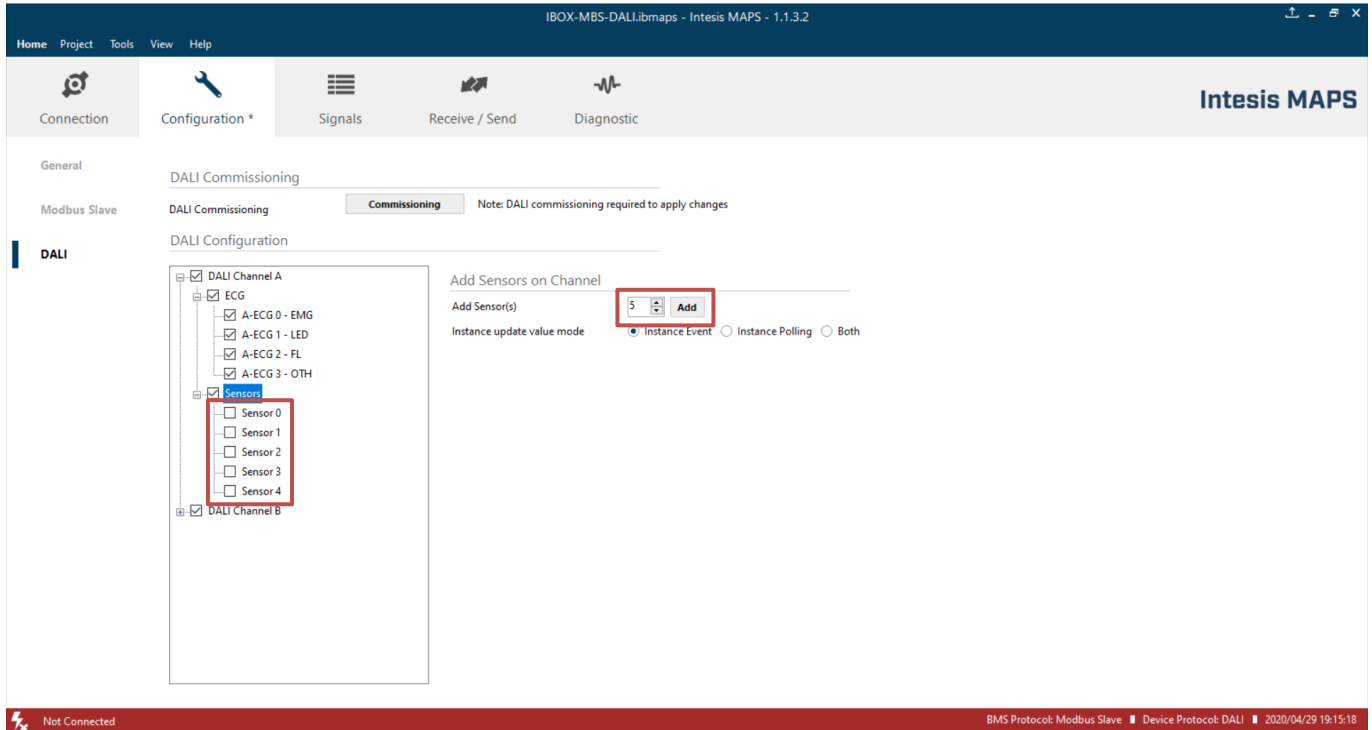 IBOX-MBS-DALI.ibmaps - Intesis MAPS - 1.1.3.2
Home Project Tools View Help
Connection
Configuration *
Signals
Receive / Send
Diagnostic
Intesis MAPS
General
Modbus Slave
DALI
DALI Commissioning
DALI Commissioning
Commissioning
Note: DALI commissioning required to apply changes
DALI Configuration
DALI Channel A
ECG
A-ECG 0 - EMG
A-ECG 1 - LED
A-ECG 2 - FL
A-ECG 3 - OTH
Sensors
Sensor 0
Sensor 1
Sensor 2
Sensor 3
Sensor 4
DALI Channel B
Add Sensors on Channel
Add Sensor(s)
5
Add
Instance update value mode
Instance Event
Instance Polling
Both
Not Connected
BMS Protocol: Modbus Slave
Device Protocol: DALI
2020/04/29 19:15:18